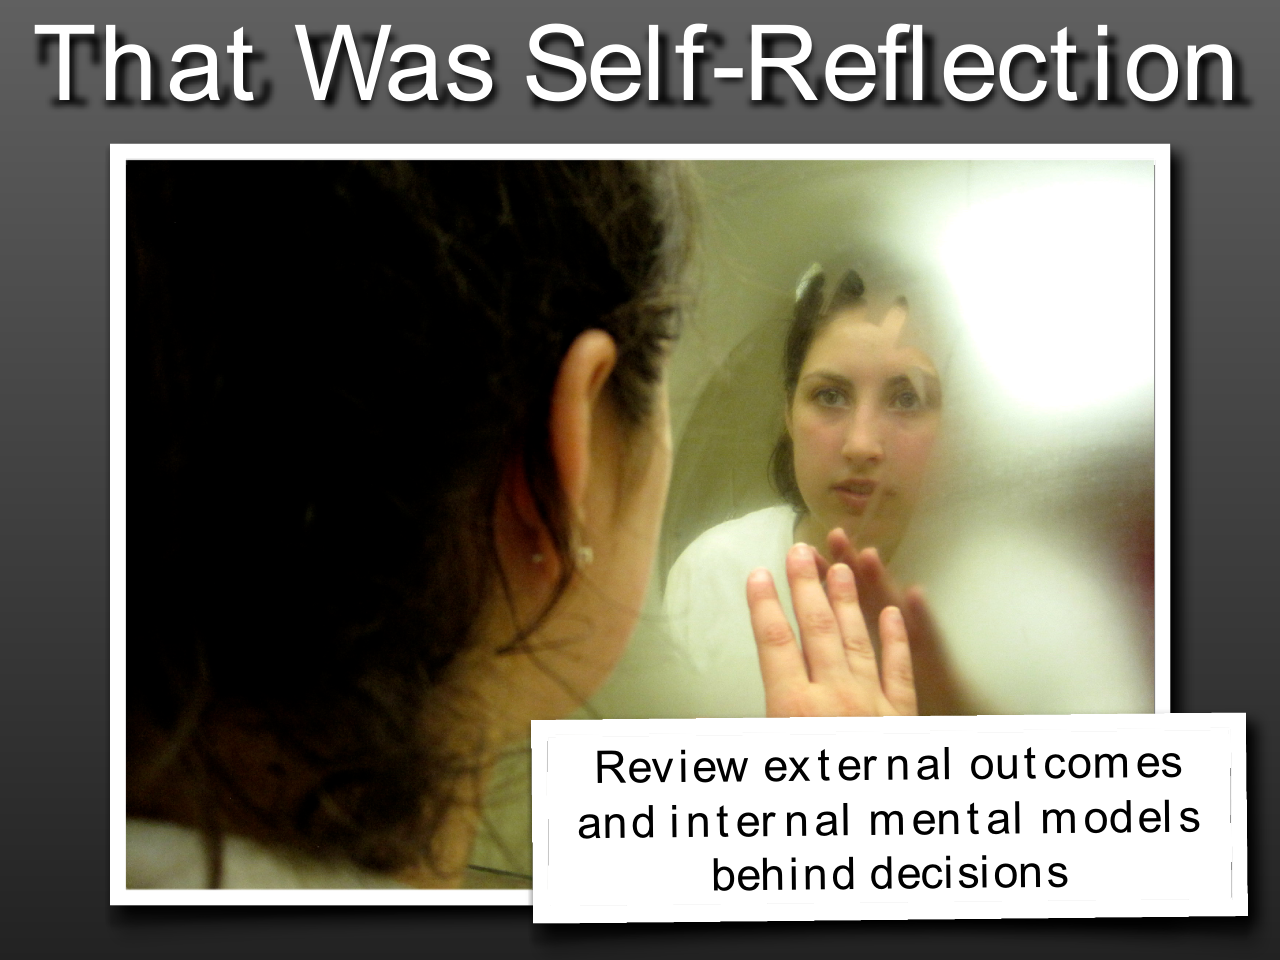 That Was Self-Reflection
Review external outcomes
and internal mental models
behind decisions